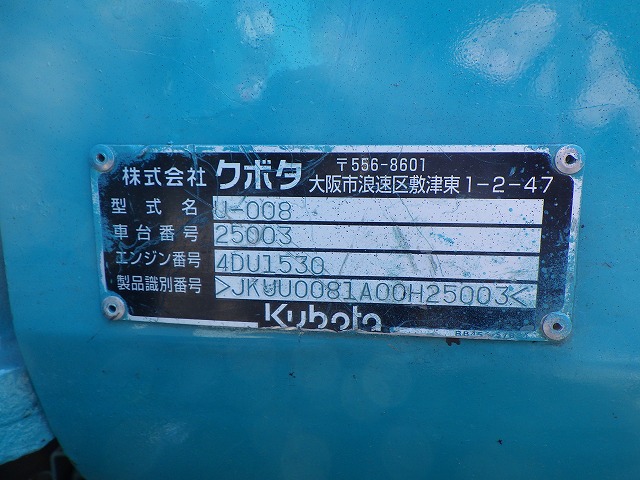 株式会社 クボタ 〒556-8601
大阪市浪速区敷津東1-2-47
型式名 U-008
車台番号 25003
エンジン番号 4DU1530
製品識別番号 >JKUU0081A00H25003<
Kubota